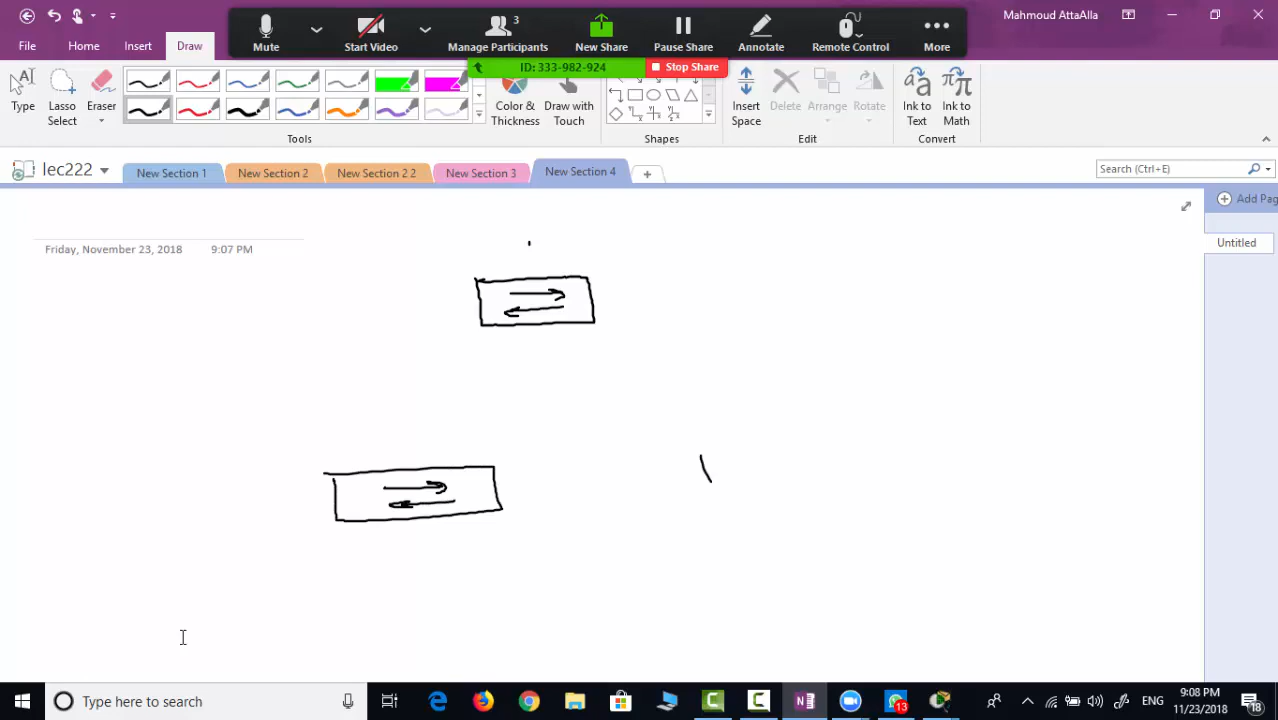 Mahmoud AttaAlla
Mute
Start Video
Manage Participants
3
New Share
Pause Share
Annotate
Remote Control
More
ID: 333-982-924
Stop Share
File
Home
Insert
Draw
Type
Lasso Select
Eraser
Color & Thickness
Draw with Touch
Insert Space
Delete
Arrange
Rotate
Ink to Text
Ink to Math
Tools
Shapes
Edit
Convert
lec222
New Section 1
New Section 2
New Section 2 2
New Section 3
New Section 4
Search (Ctrl+E)
Add Pag
Untitled
Friday, November 23, 2018
9:07 PM
Type here to search
13
ENG
9:08 PM
11/23/2018
18